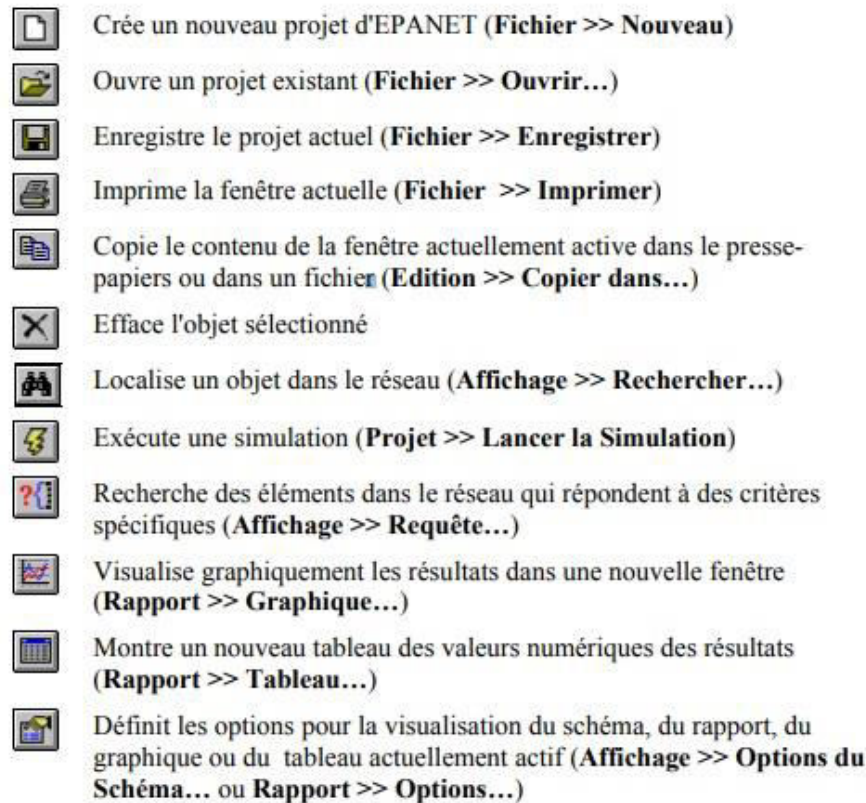 Crée un nouveau projet d'EPANET (Fichier >> Nouveau)
Ouvre un projet existant (Fichier >> Ouvrir…)
Enregistre le projet actuel (Fichier >> Enregistrer)
Imprime la fenêtre actuelle (Fichier >> Imprimer)
Copie le contenu de la fenêtre actuellement active dans le presse-
papiers ou dans un fichier (Edition >> Copier dans…)
Efface l'objet sélectionné
Localise un objet dans le réseau (Affichage >> Rechercher…)
Exécute une simulation (Projet >> Lancer la Simulation)
Recherche des éléments dans le réseau qui répondent à des critères
spécifiques (Affichage >> Requête…)
Visualise graphiquement les résultats dans une nouvelle fenêtre
(Rapport >> Graphique…)
Montre un nouveau tableau des valeurs numériques des résultats
(Rapport >> Tableau…)
Définit les options pour la visualisation du schéma, du rapport, du
graphique ou du tableau actuellement actif (Affichage >> Options du
Schéma… ou Rapport >> Options…)